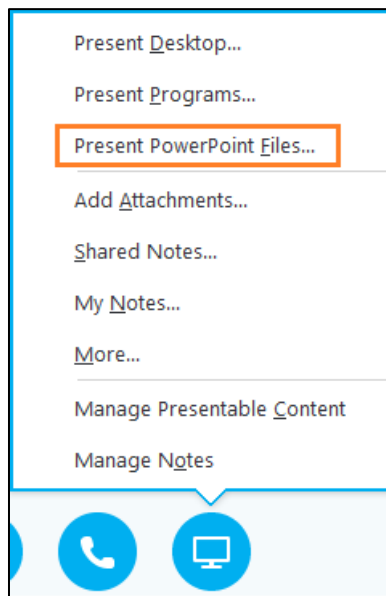 Present Desktop...
Present Programs...
Present PowerPoint Files...
Add Attachments...
Shared Notes...
My Notes...
More...
Manage Presentable Content
Manage Notes